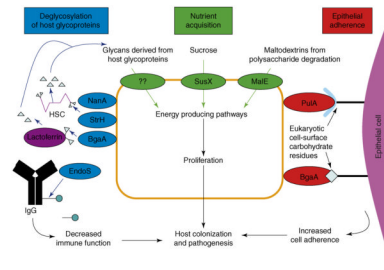 Deglycosylation
of host glycoproteins
Nutrient
acquisition
Epithelial
adherence
Glycans derived from
host glycoproteins
Sucrose
Maltodextrins from
polysaccharide degradation
??
SusX
MalE
NanA
StrH
BgaA
HSC
Lactoferrin
EndoS
IgG
Energy producing pathways
Proliferation
PulA
Eukaryotic
cell-surface
carbohydrate
residues
BgaA
Epithelial cell
Decreased
immune function
Host colonization
and pathogenesis
Increased
cell adherence